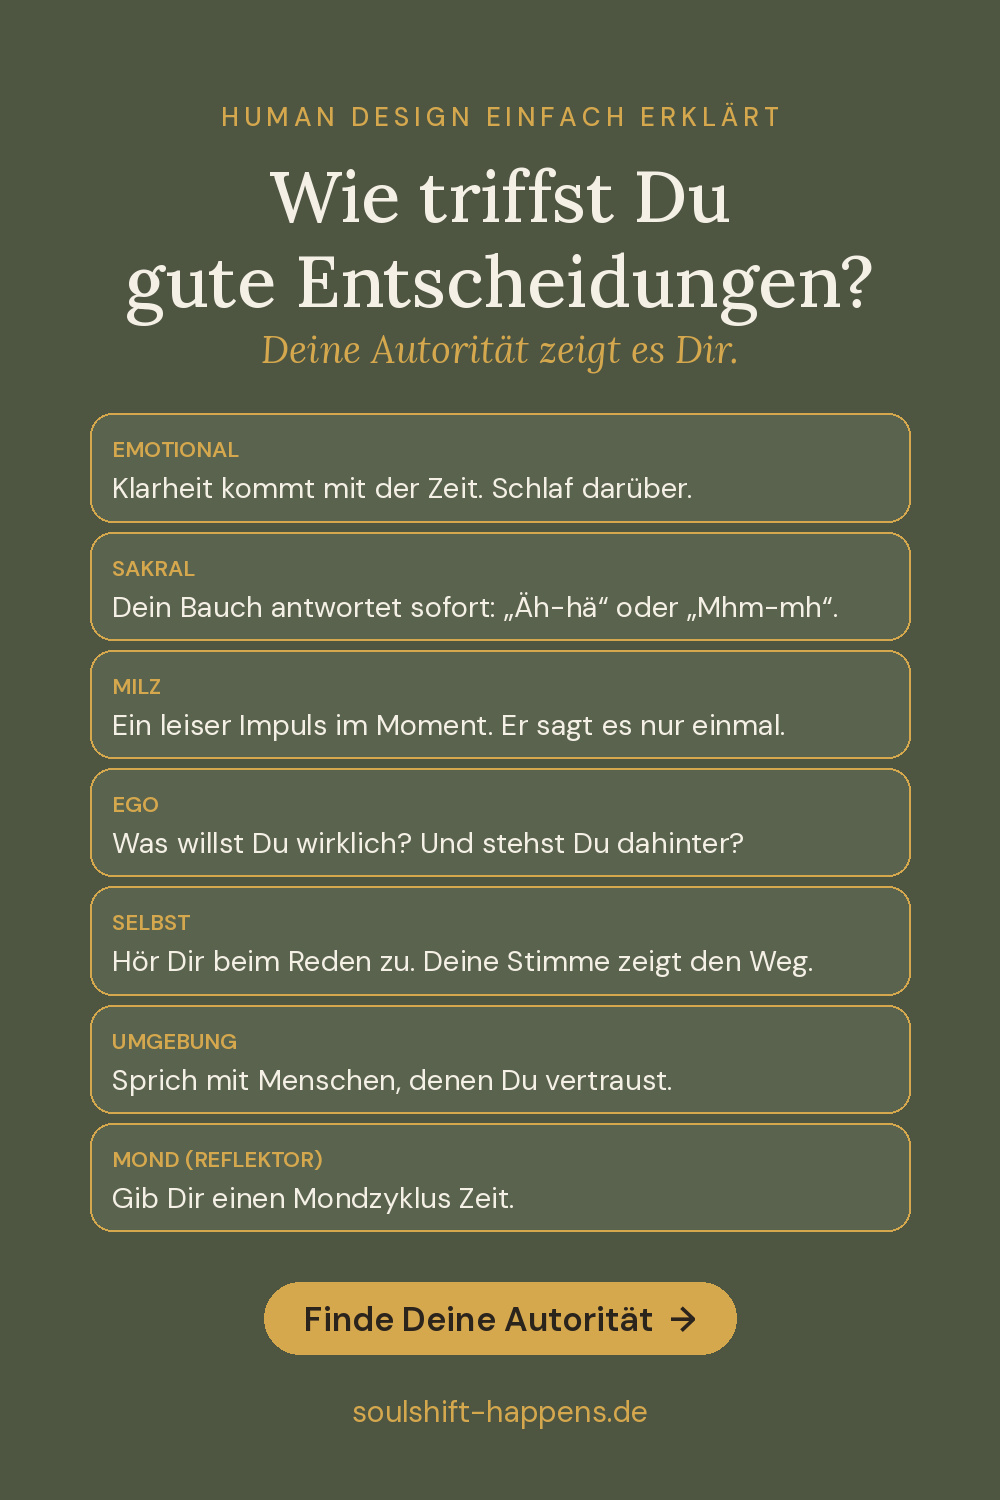 HUMAN DESIGN EINFACH ERKLÄRT
Wie triffst Du
gute Entscheidungen?
Deine Autorität zeigt es Dir.
EMOTIONAL
Klarheit kommt mit der Zeit. Schlaf darüber.
SAKRAL
Dein Bauch antwortet sofort: „Äh-hä“ oder „Mhm-mh“.
MILZ
Ein leiser Impuls im Moment. Er sagt es nur einmal.
EGO
Was willst Du wirklich? Und stehst Du dahinter?
SELBST
Hör Dir beim Reden zu. Deine Stimme zeigt den Weg.
UMGEBUNG
Sprich mit Menschen, denen Du vertraust.
MOND (REFLEKTOR)
Gib Dir einen Mondzyklus Zeit.
Finde Deine Autorität →
soulshift-happens.de